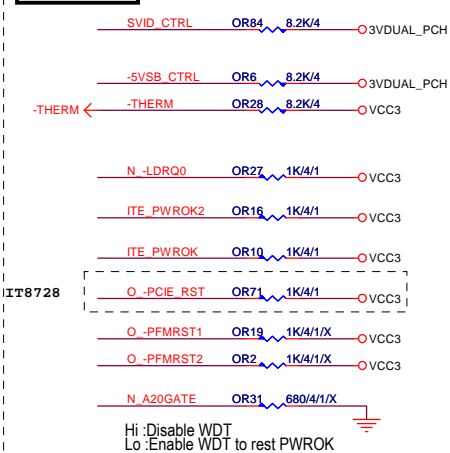 SVID_CTRL OR84 8.2K/4 3VDUAL_PCH
-5VSB_CTRL OR6 8.2K/4 3VDUAL_PCH
-THERM -THERM OR28 8.2K/4 VCC3
N_-LDRQ0 OR27 1K/4/1 VCC3
ITE_PWROK2 OR16 1K/4/1 VCC3
ITE_PWROK OR10 1K/4/1 VCC3
IT8728 O_-PCIE_RST OR71 1K/4/1 VCC3
O_-PFMRST1 OR19 1K/4/1/X VCC3
O_-PFMRST2 OR2 1K/4/1/X VCC3
N_A20GATE OR31 680/4/1/X
Hi :Disable WDT
Lo :Enable WDT to rest PWROK